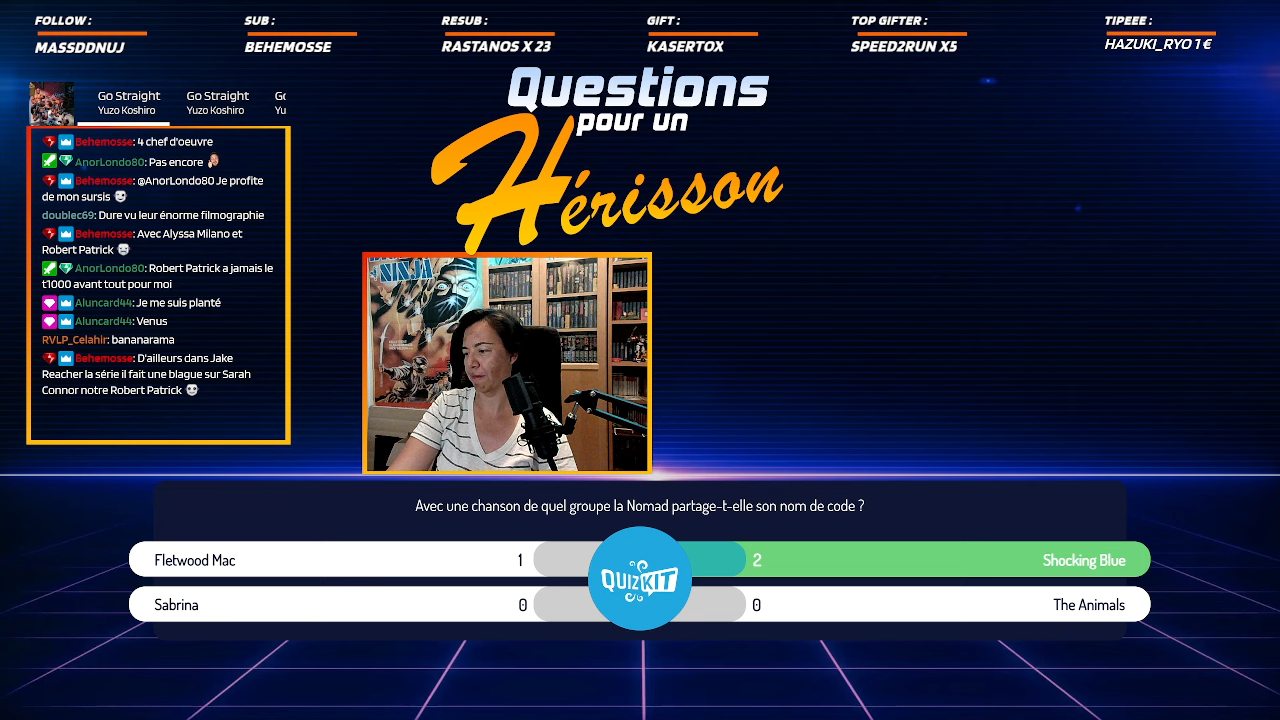 FOLLOW :
MASSDDNUJ
SUB :
BEHEMOSSE
RESUB :
RASTANOS X 23
GIFT :
KASERTOX
TOP GIFTER :
SPEED2RUN X5
TIPEEE :
HAZUKI_RYO 1 €
Go Straight
Yuzo Koshiro
Go Straight
Yuzo Koshiro
Behemosse: 4 chef d'oeuvre
AnorLondo80: Pas encore
Behemosse: @AnorLondo80 Je profite
de mon sursis
doublec69: Dure vu leur énorme filmographie
Behemosse: Avec Alyssa Milano et
Robert Patrick
AnorLondo80: Robert Patrick a jamais le
t1000 avant tout pour moi
Aluncard44: Je me suis planté
Aluncard44: Venus
RVLP_Celahir: bananarama
Behemosse: D'ailleurs dans Jake
Reacher la série il fait une blague sur Sarah
Connor notre Robert Patrick
Questions
pour un
Hérisson
NINJA
Avec une chanson de quel groupe la Nomad partage-t-elle son nom de code ?
Fletwood Mac 1
2 Shocking Blue
QUIZKIT
Sabrina 0
0 The Animals